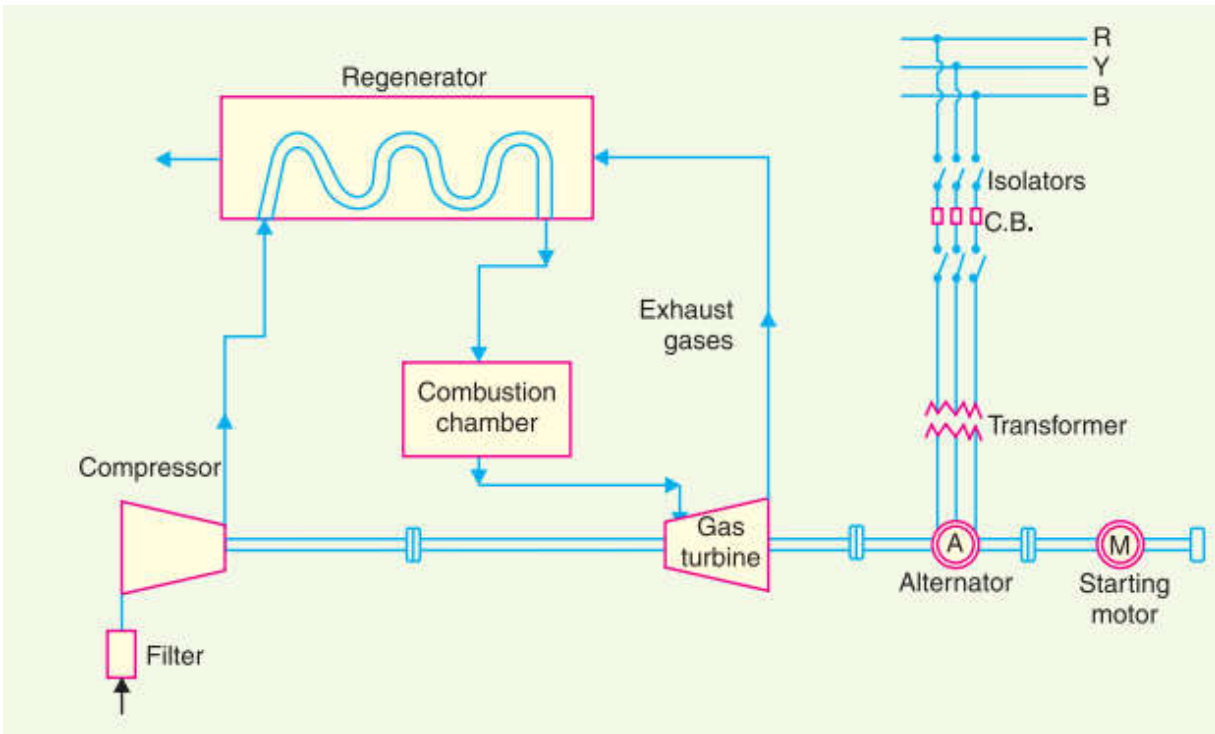 Regenerator
R
Y
B
Isolators
C.B.
Exhaust
gases
Combustion
chamber
Transformer
Compressor
Gas
turbine
A
M
Alternator
Starting
motor
Filter